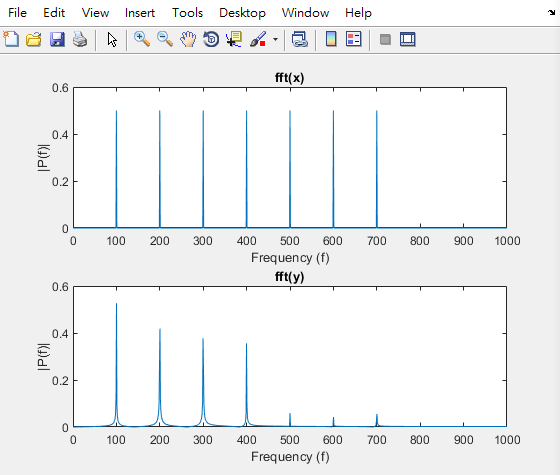 File Edit View Insert Tools Desktop Window Help
fft(x)
0.6
0.4
0.2
0
|P(f)|
0 100 200 300 400 500 600 700 800 900 1000
Frequency (f)
fft(y)
0.6
0.4
0.2
0
|P(f)|
0 100 200 300 400 500 600 700 800 900 1000
Frequency (f)